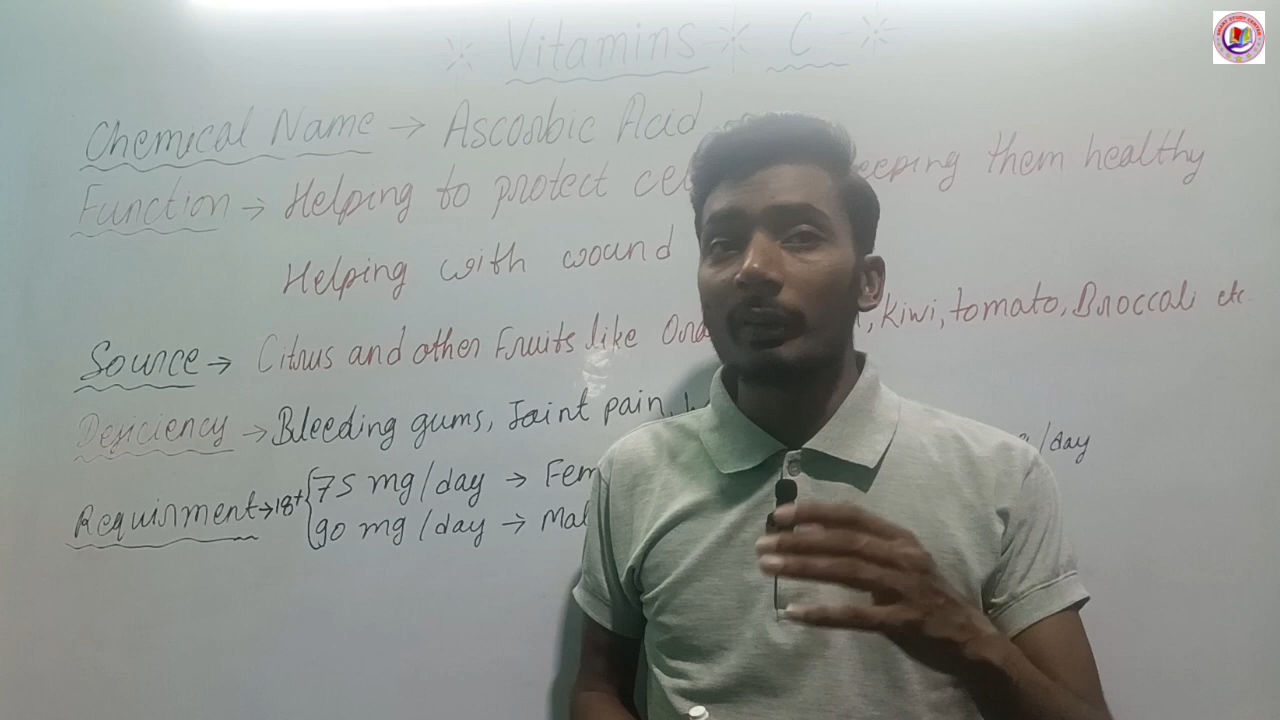 Vitamins C
Chemical Name → Ascorbic Acid
Function → Helping to protect cel eeping them healthy
Helping with wound
Source → Citrus and other Fruits like Ora , Kiwi, tomato, Broccoli etc
Deficiency → Bleeding gums, Joint pain,
Requirment → 18+ 75 mg/day → Fem /day
90 mg/day → Mal